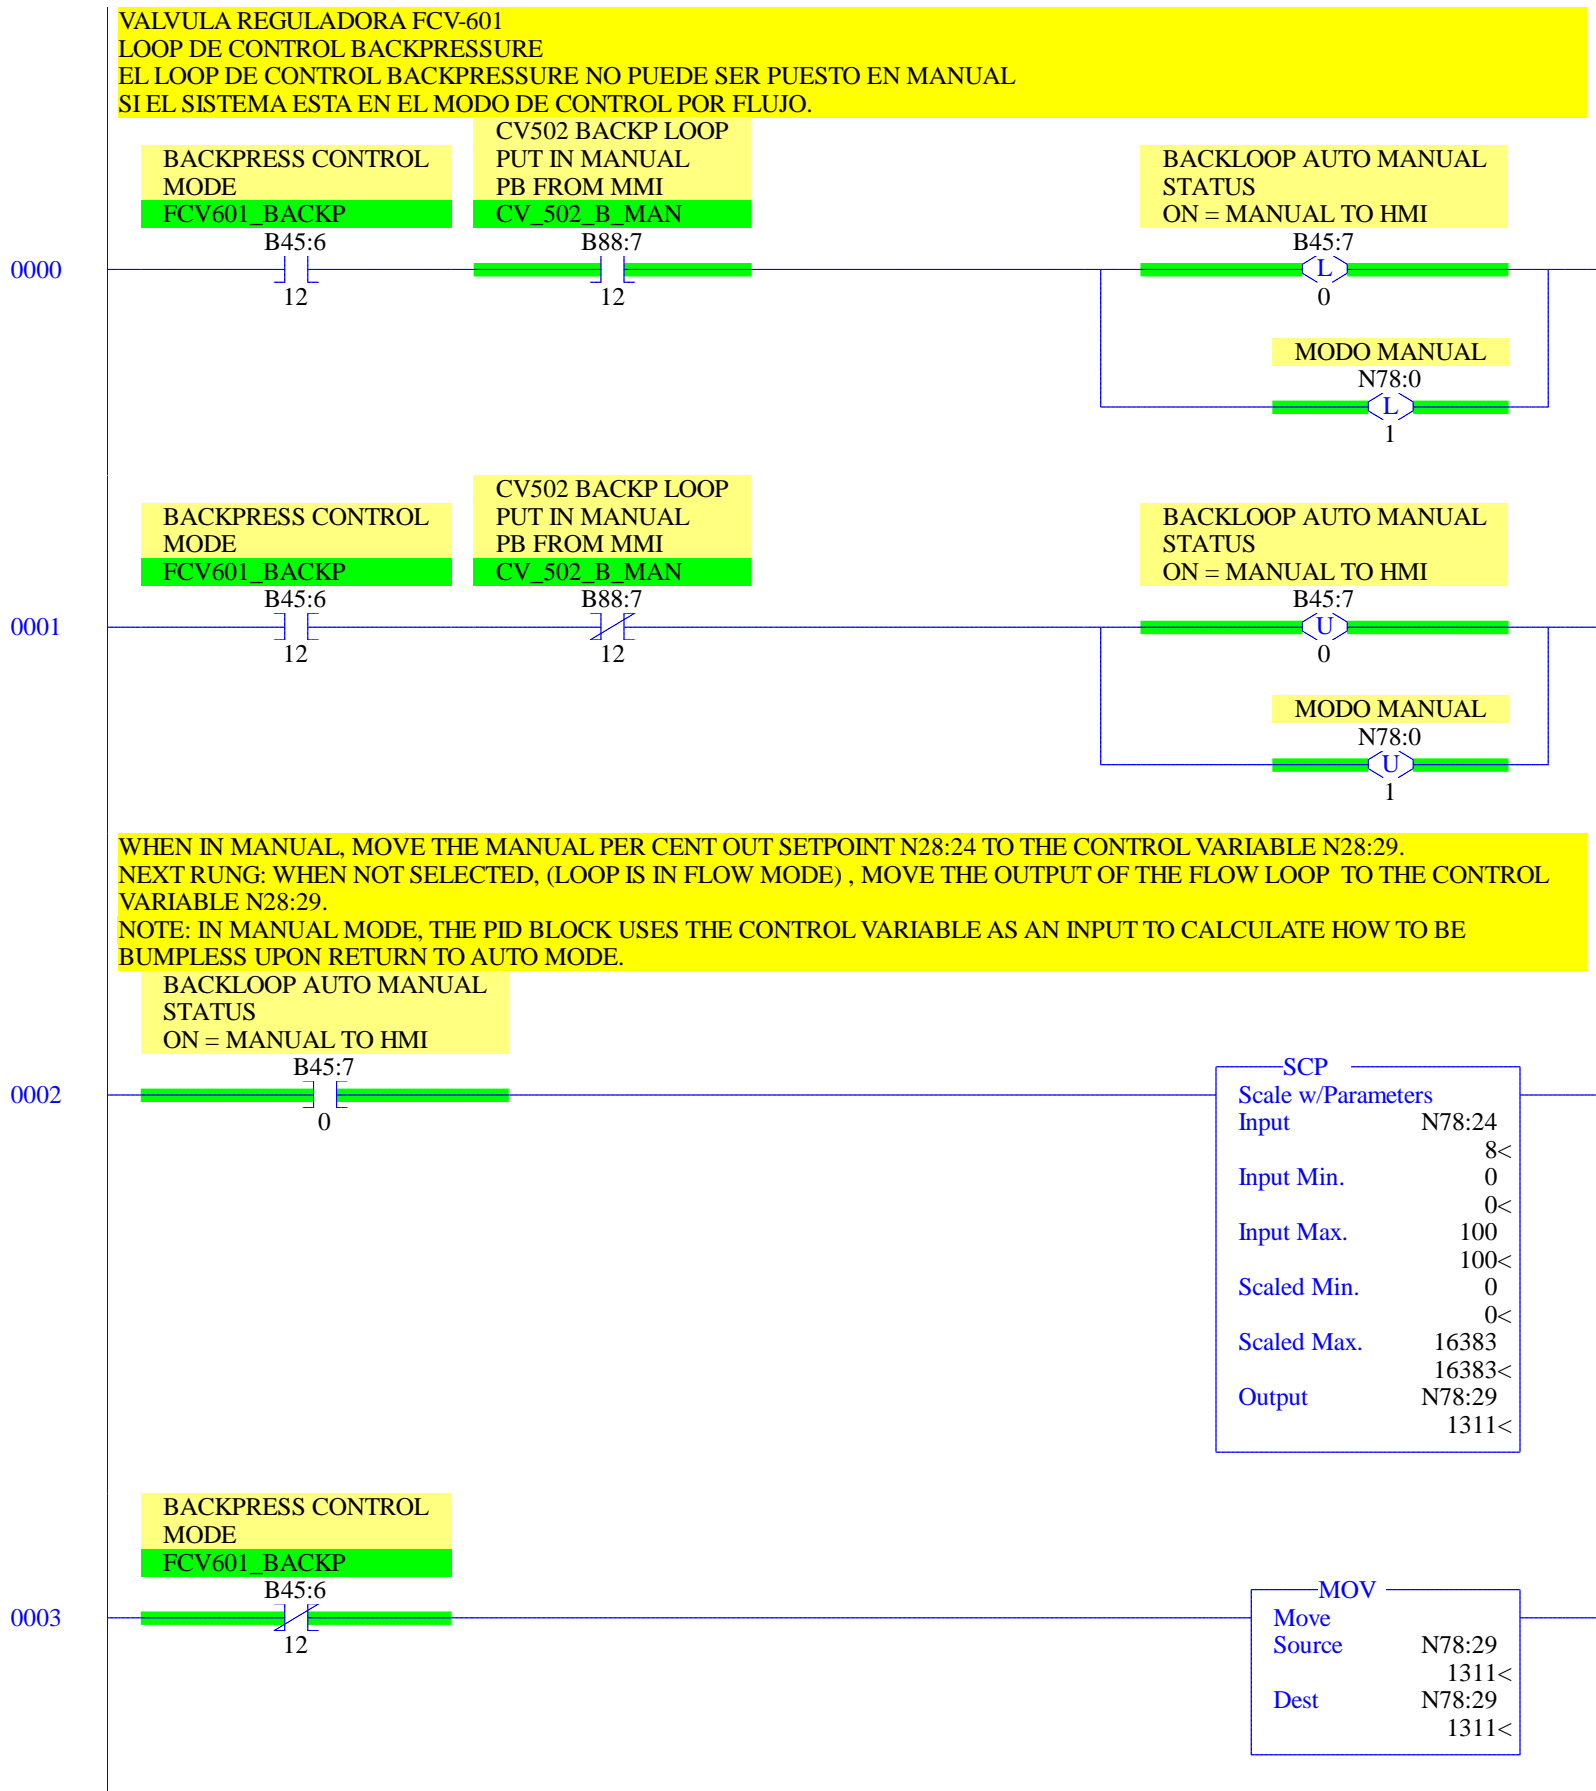 VALVULA REGULADORA FCV-601
LOOP DE CONTROL BACKPRESSURE
EL LOOP DE CONTROL BACKPRESSURE NO PUEDE SER PUESTO EN MANUAL
SI EL SISTEMA ESTA EN EL MODO DE CONTROL POR FLUJO.
BACKPRESS CONTROL
MODE
FCV601_BACKP
B45:6
12
CV502 BACKP LOOP
PUT IN MANUAL
PB FROM MMI
CV_502_B_MAN
B88:7
12
BACKLOOP AUTO MANUAL
STATUS
ON = MANUAL TO HMI
B45:7
L
0
0000
MODO MANUAL
N78:0
L
1
BACKPRESS CONTROL
MODE
FCV601_BACKP
B45:6
12
CV502 BACKP LOOP
PUT IN MANUAL
PB FROM MMI
CV_502_B_MAN
B88:7
12
BACKLOOP AUTO MANUAL
STATUS
ON = MANUAL TO HMI
B45:7
U
0
0001
MODO MANUAL
N78:0
U
1
WHEN IN MANUAL, MOVE THE MANUAL PER CENT OUT SETPOINT N28:24 TO THE CONTROL VARIABLE N28:29.
NEXT RUNG: WHEN NOT SELECTED, (LOOP IS IN FLOW MODE) , MOVE THE OUTPUT OF THE FLOW LOOP TO THE CONTROL
VARIABLE N28:29.
NOTE: IN MANUAL MODE, THE PID BLOCK USES THE CONTROL VARIABLE AS AN INPUT TO CALCULATE HOW TO BE
BUMPLESS UPON RETURN TO AUTO MODE.
BACKLOOP AUTO MANUAL
STATUS
ON = MANUAL TO HMI
B45:7
0
0002
SCP
Scale w/Parameters
Input N78:24
8<
Input Min. 0
0<
Input Max. 100
100<
Scaled Min. 0
0<
Scaled Max. 16383
16383<
Output N78:29
1311<
BACKPRESS CONTROL
MODE
FCV601_BACKP
B45:6
12
0003
MOV
Move
Source N78:29
1311<
Dest N78:29
1311<